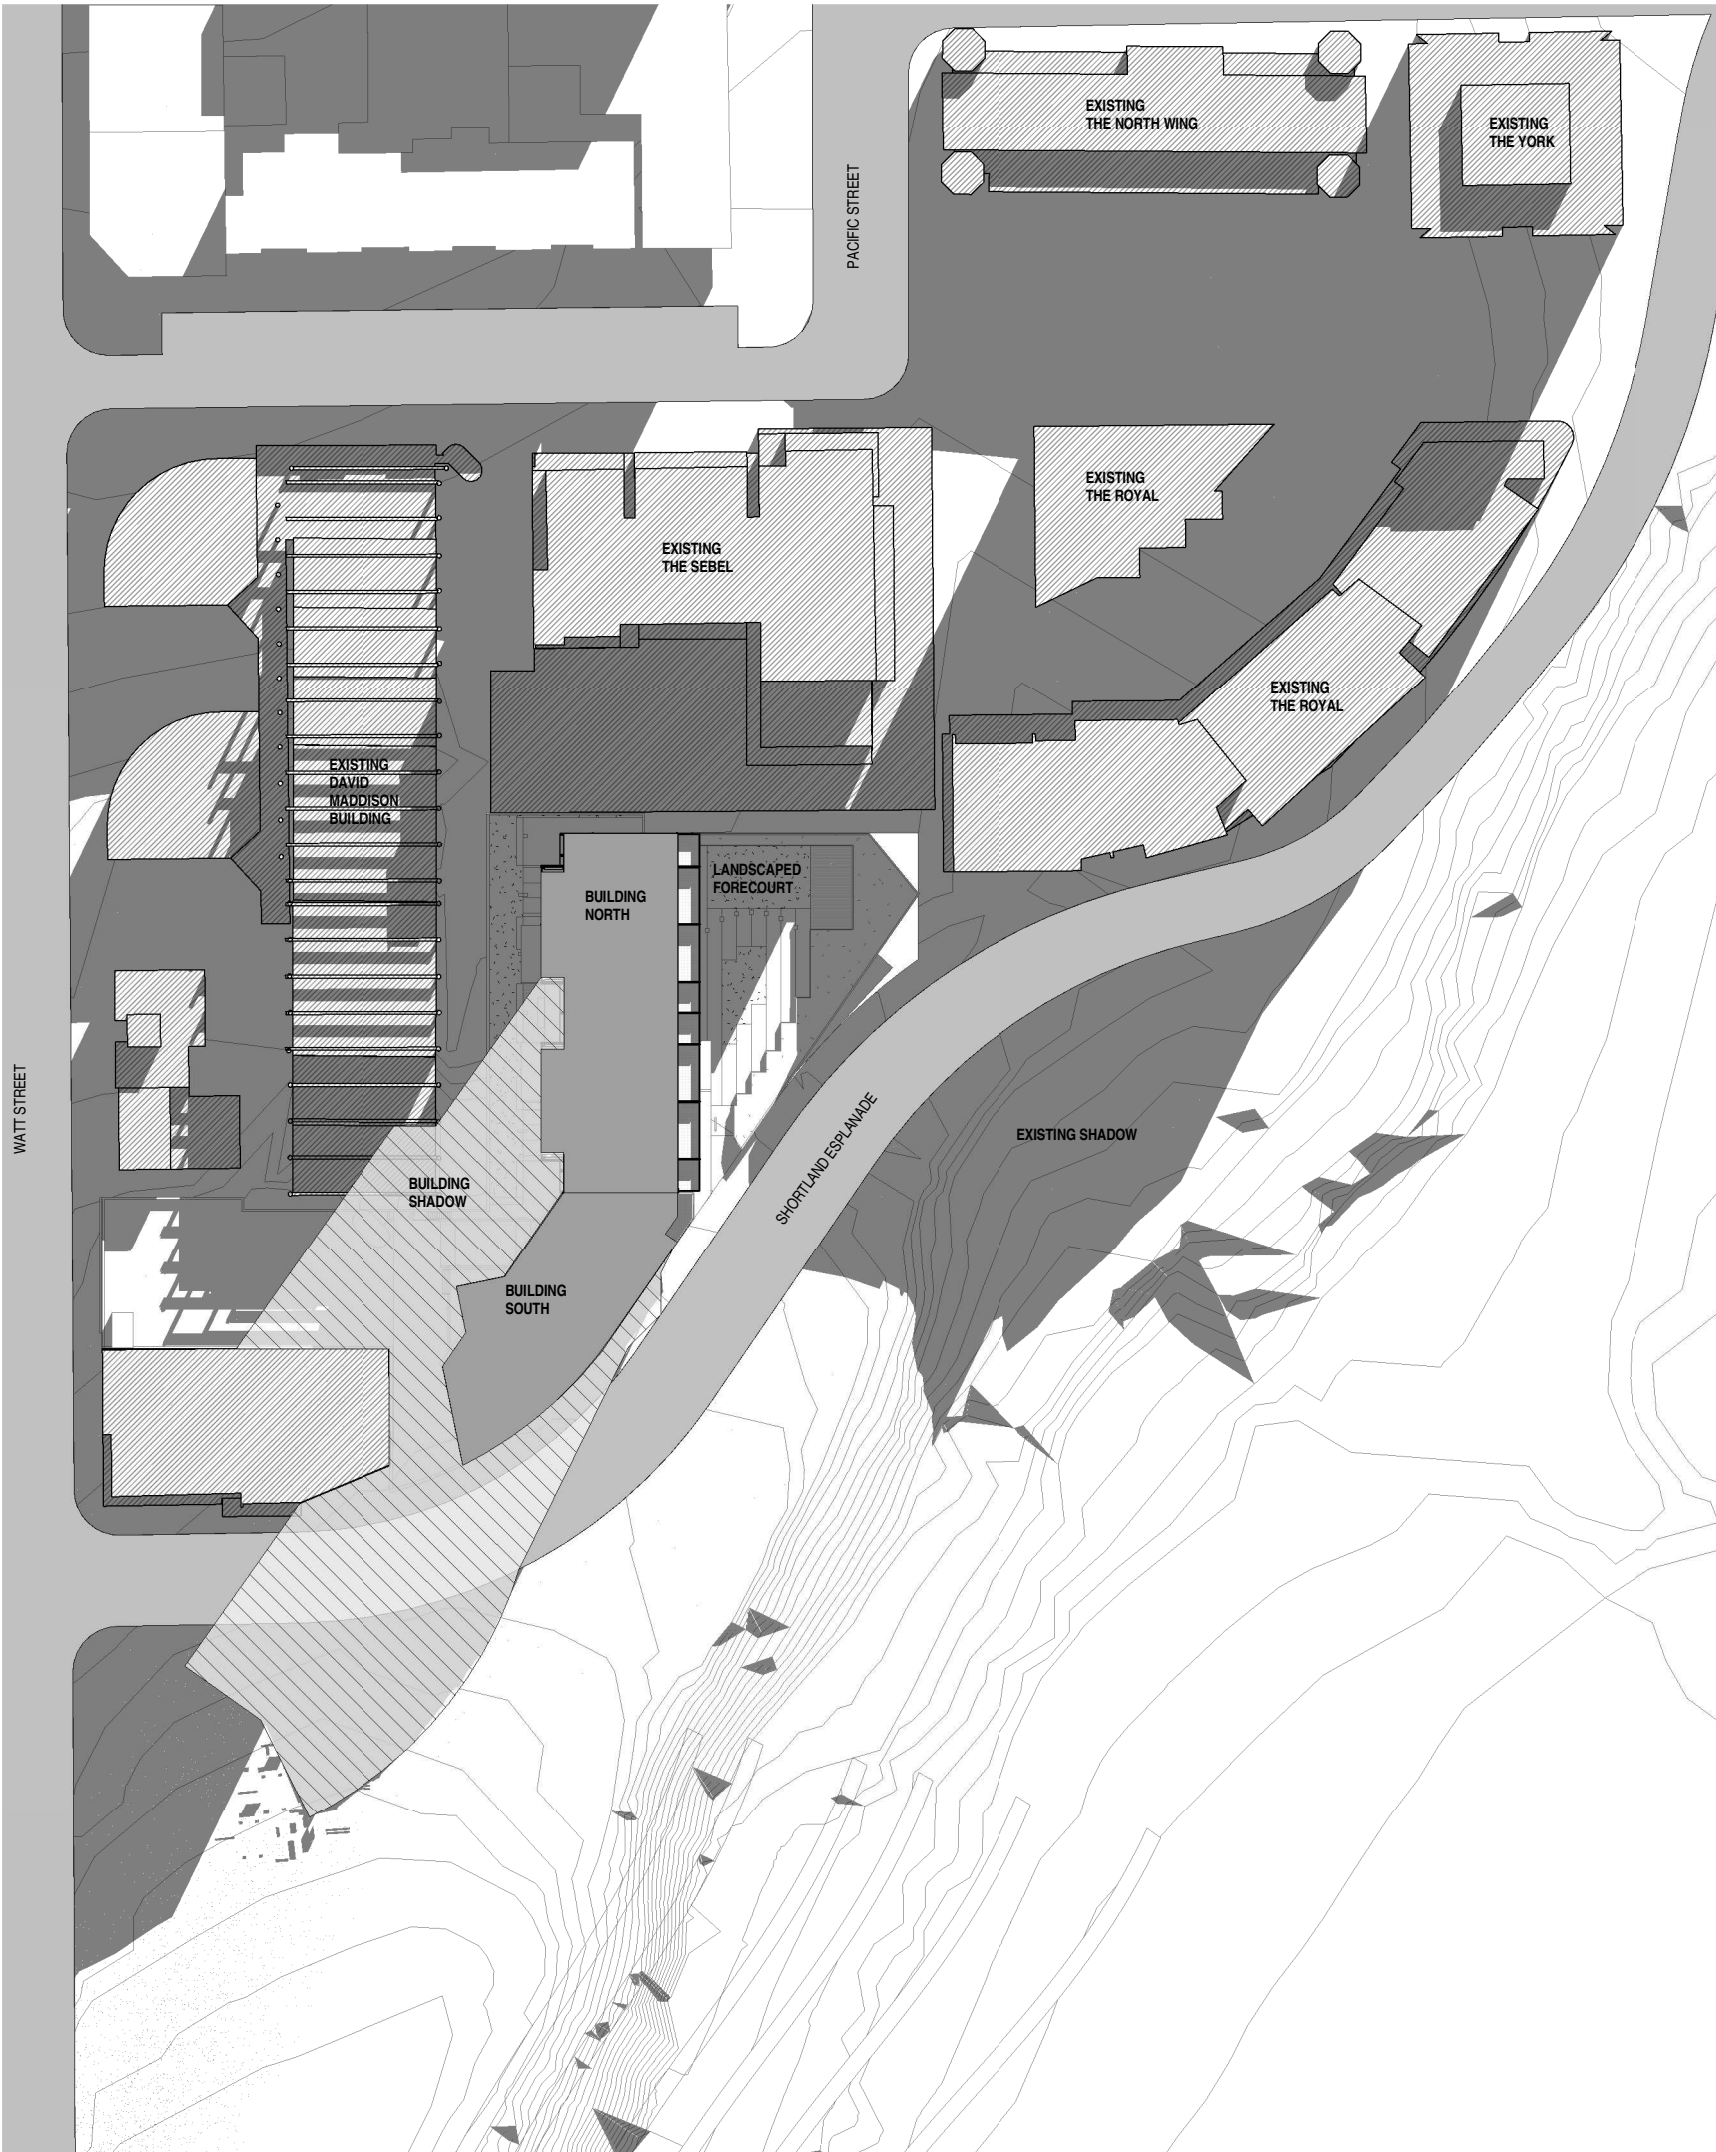 EXISTING
THE NORTH WING
EXISTING
THE YORK
PACIFIC STREET
EXISTING
THE ROYAL
EXISTING
THE SEBEL
EXISTING
THE ROYAL
EXISTING
DAVID
MADDISON
BUILDING
LANDSCAPED
FORECOURT
BUILDING
NORTH
WATT STREET
SHORTLAND ESPLANADE
EXISTING SHADOW
BUILDING
SHADOW
BUILDING
SOUTH